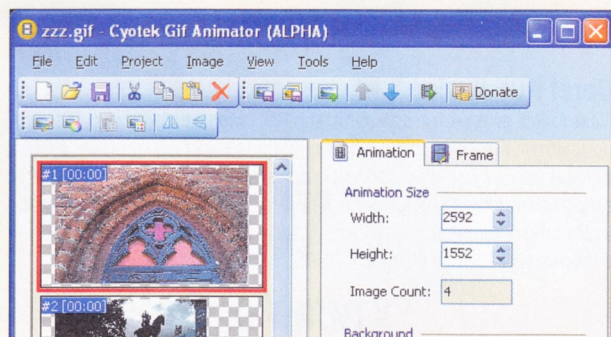 zzz.gif - Cyotek Gif Animator (ALPHA)
File Edit Project Image View Tools Help
Donate
Animation Frame
#1 [00:00]
Animation Size
Width: 2592
Height: 1552
Image Count: 4
#2 [00:00]
Background